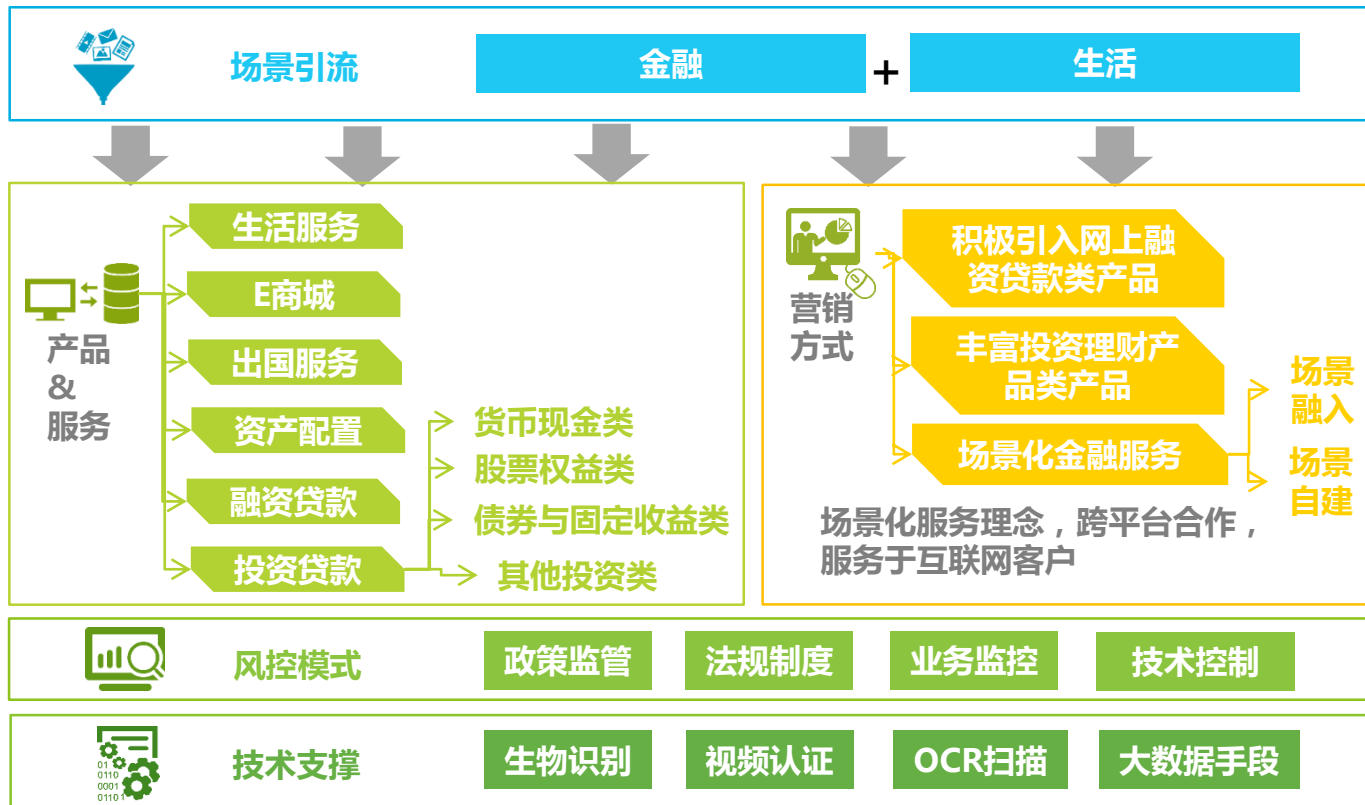 场景引流
金融
+
生活
产品
&
服务
生活服务
E商城
出国服务
资产配置
融资贷款
投资贷款
货币现金类
股票权益类
债券与固定收益类
其他投资类
营销
方式
积极引入网上融
资贷款类产品
丰富投资理财产
品类产品
场景化金融服务
场景
融入
场景
自建
场景化服务理念，跨平台合作，
服务于互联网客户
风控模式
政策监管
法规制度
业务监控
技术控制
01
0110
0001
01101
技术支撑
生物识别
视频认证
OCR扫描
大数据手段